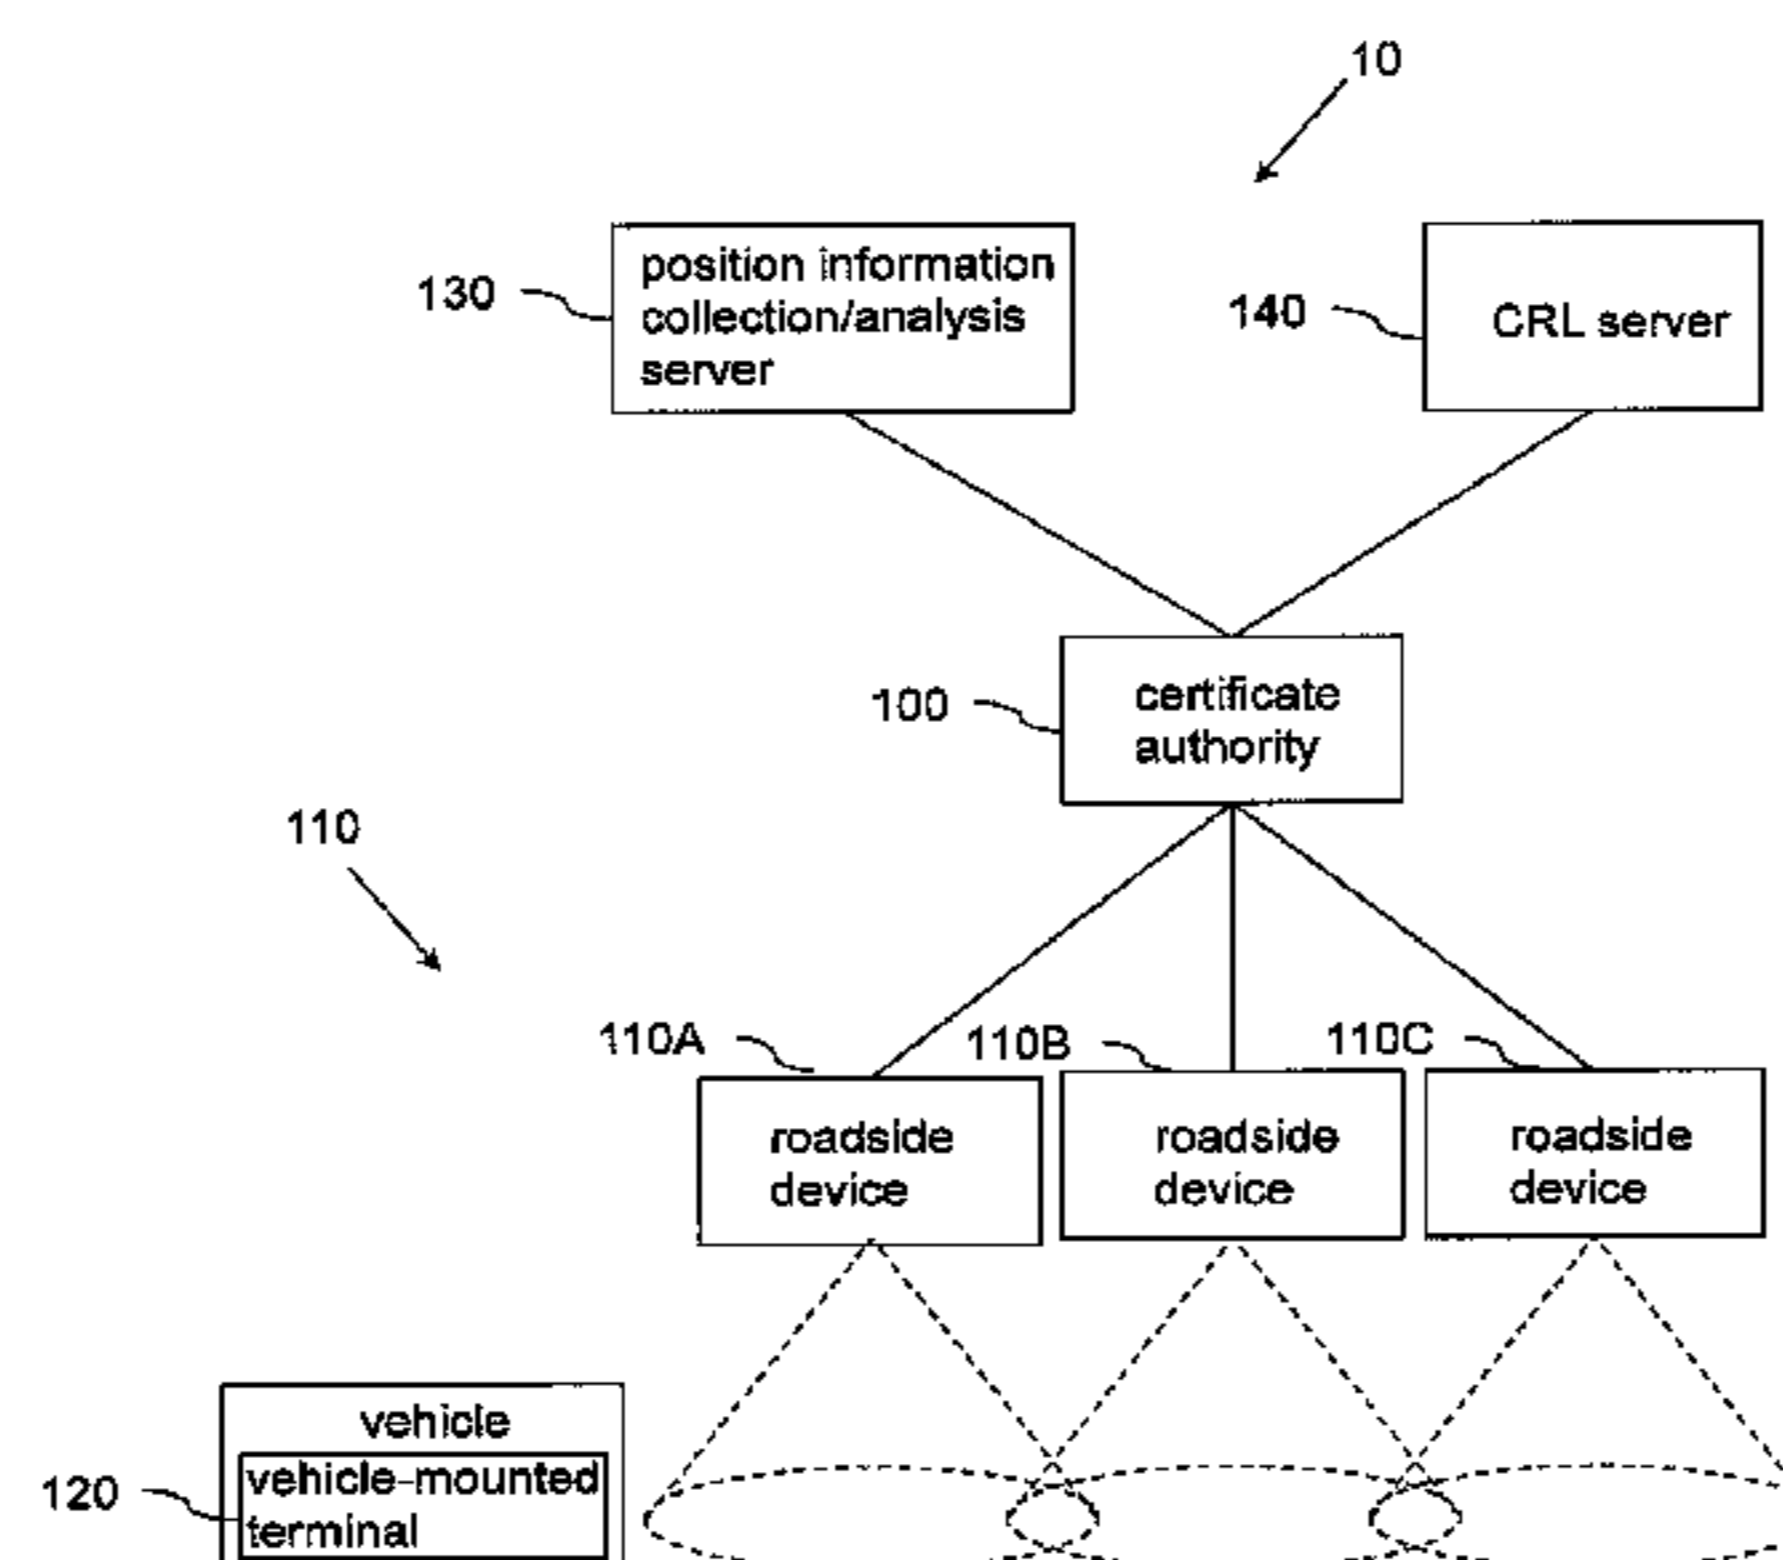 10
position information
130
collection/analysis
140
CRL server
server
certificate
100
authority
110
110A
110B
110C
roadside
device
roadside
device
roadside
device
vehicle
vehicle-mounted
120
terminal